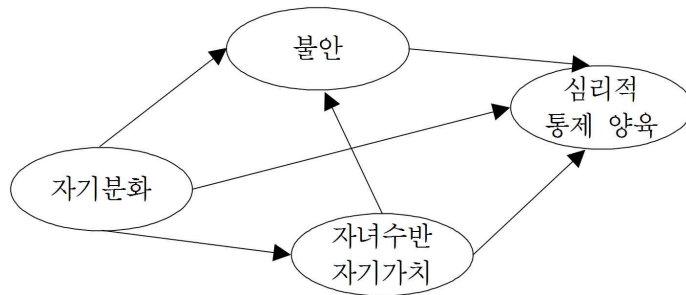 불안
심리적
통제 양육
자기분화
자녀수반
자기가치